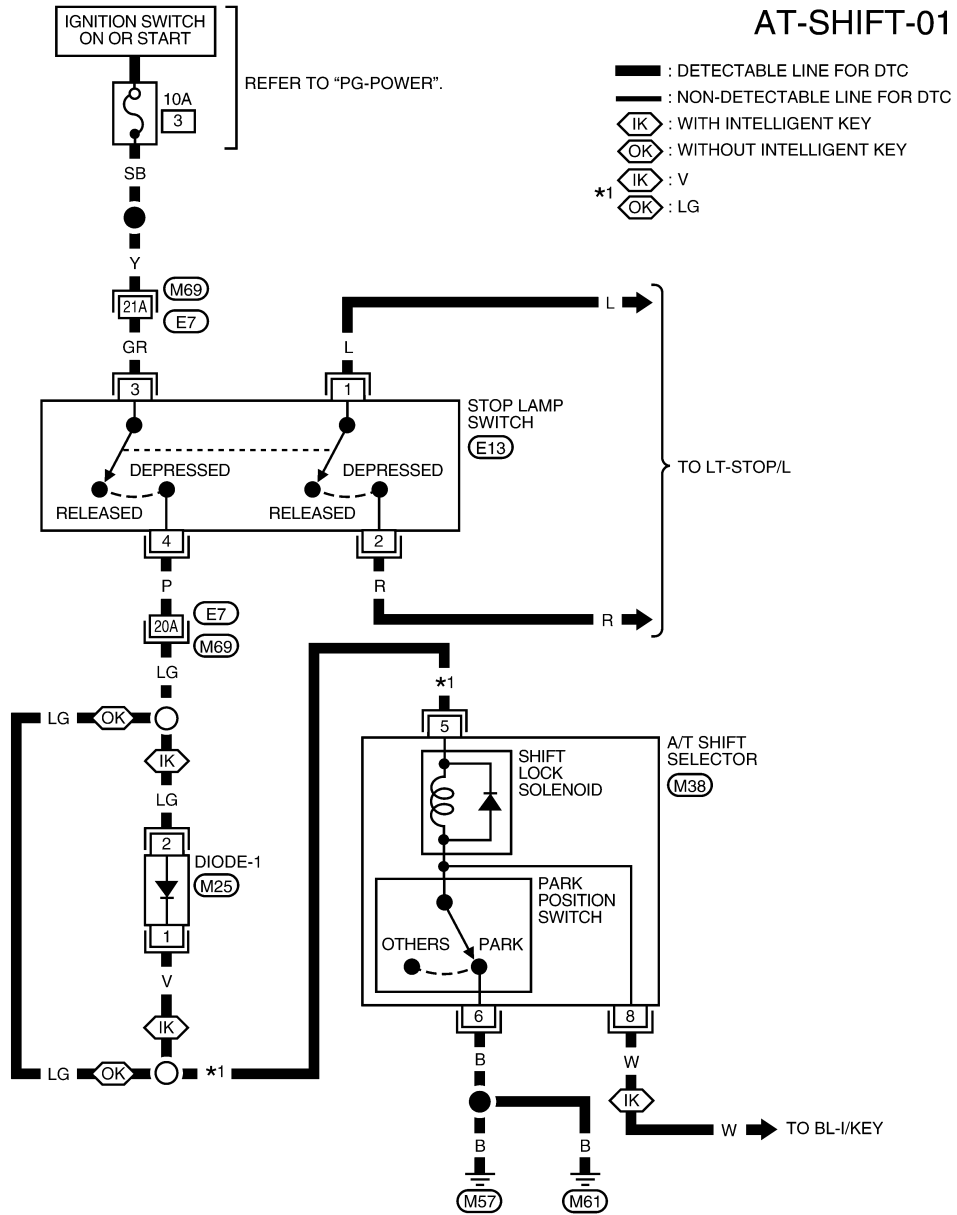 AT-SHIFT-01
IGNITION SWITCH
ON OR START
REFER TO “PG-POWER”.
10A
3
: DETECTABLE LINE FOR DTC
: NON-DETECTABLE LINE FOR DTC
IK : WITH INTELLIGENT KEY
OK : WITHOUT INTELLIGENT KEY
*1
IK : V
OK : LG
SB
Y
21A
M69
E7
GR
L
L
3
1
STOP LAMP
SWITCH
E13
DEPRESSED
DEPRESSED
RELEASED
RELEASED
TO LT-STOP/L
4
2
P
R
R
20A
E7
M69
LG
*1
LG
OK
IK
LG
5
A/T SHIFT
SELECTOR
M38
SHIFT
LOCK
SOLENOID
2
DIODE-1
M25
1
PARK
POSITION
SWITCH
OTHERS
PARK
V
IK
6
8
LG
OK
*1
B
W
IK
W
TO BL-I/KEY
B
B
M57
M61